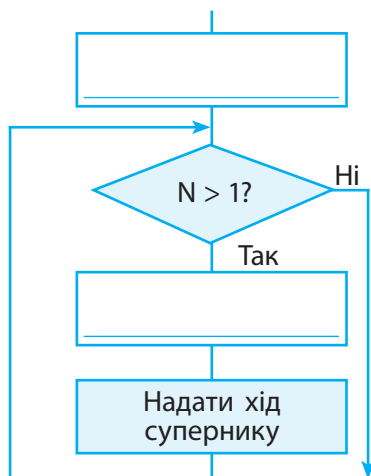 N > 1?
Ні
Так
Надати хід
супернику